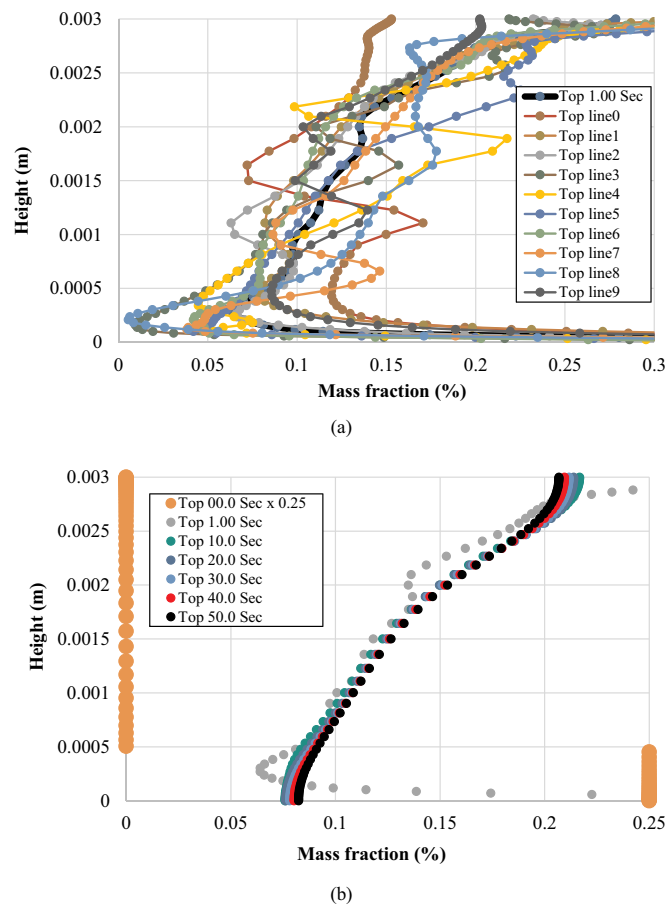 0.003
0.0025
0.002
0.0015
0.001
0.0005
0
Height (m)
Top 1.00 Sec
Top line0
Top line1
Top line2
Top line3
Top line4
Top line5
Top line6
Top line7
Top line8
Top line9
0 0.05 0.1 0.15 0.2 0.25 0.3
Mass fraction (%)
(a)
0.003
0.0025
0.002
0.0015
0.001
0.0005
0
Height (m)
Top 00.0 Sec x 0.25
Top 1.00 Sec
Top 10.0 Sec
Top 20.0 Sec
Top 30.0 Sec
Top 40.0 Sec
Top 50.0 Sec
0 0.05 0.1 0.15 0.2 0.25
Mass fraction (%)
(b)